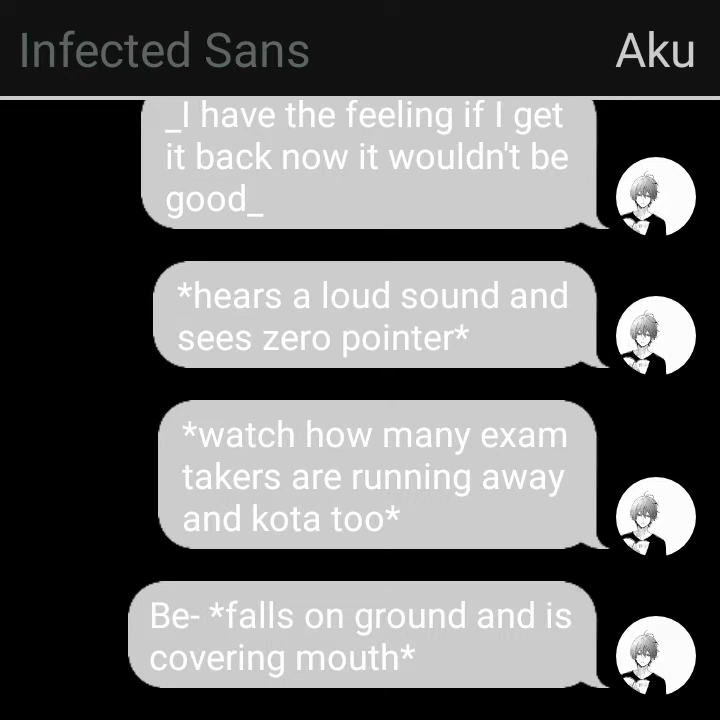 Infected Sans Aku
_I have the feeling if I get
it back now it wouldn't be
good_
*hears a loud sound and
sees zero pointer*
*watch how many exam
takers are running away
and kota too*
Be- *falls on ground and is
covering mouth*